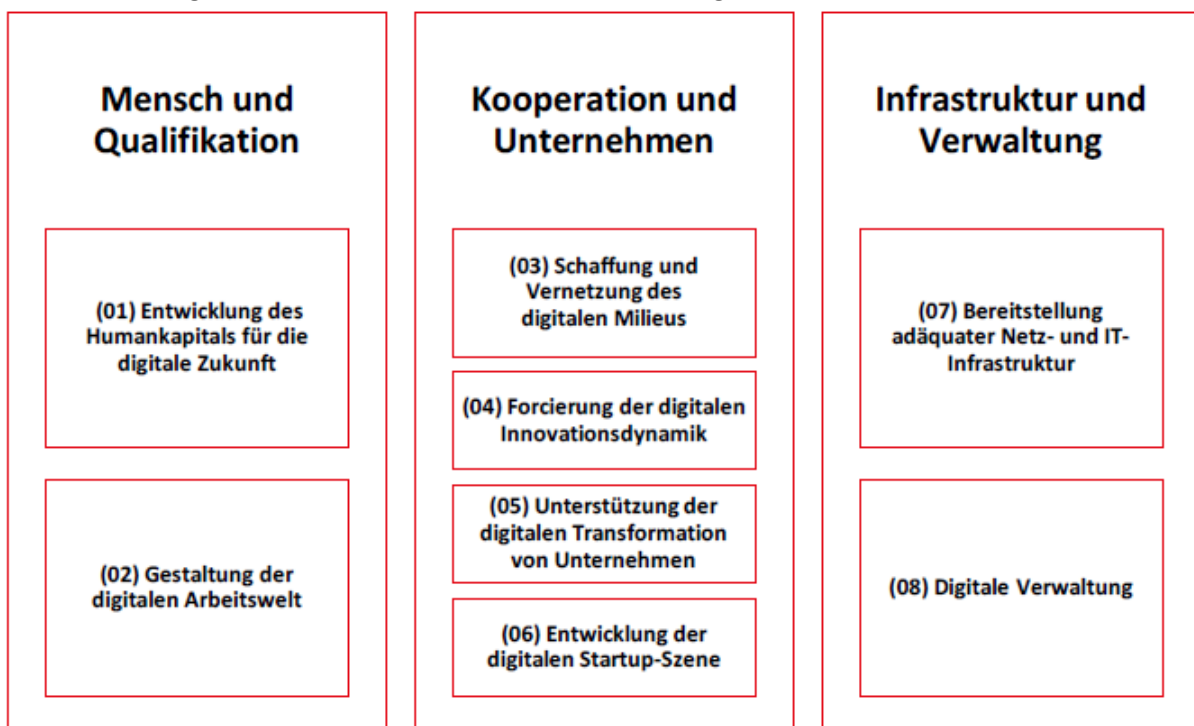 Mensch und
Qualifikation
(01) Entwicklung des
Humankapitals für die
digitale Zukunft
(02) Gestaltung der
digitalen Arbeitswelt
Kooperation und
Unternehmen
(03) Schaffung und
Vernetzung des
digitalen Milieus
(04) Forcierung der digitalen
Innovationsdynamik
(05) Unterstützung der
digitalen Transformation
von Unternehmen
(06) Entwicklung der
digitalen Startup-Szene
Infrastruktur und
Verwaltung
(07) Bereitstellung
adäquater Netz- und IT-
Infrastruktur
(08) Digitale Verwaltung